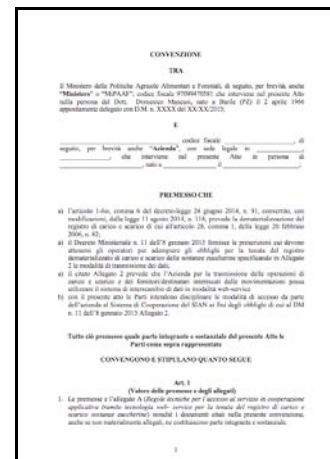 CONVENZIONE
TRA
Il Ministero delle Politiche Agricole Alimentari e Forestali, di seguito, per brevità, anche
"Ministero" o "MiPAAF", codice fiscale 97099470581 che interviene nel presente Atto
nella persona del Dott. Domenico Mancusi, nato a Barile (PZ) il 2 aprile 1966
appositamente delegato con D.M. n. XXXX del XX/XX/2015;
E
____________, codice fiscale ____________, di
seguito, per brevità anche "Azienda", con sede legale in ____________,
____________, che interviene nel presente Atto in persona di
____________, nato a ____________ il ____________;
PREMESSO CHE
a) l'articolo 1-bis, comma 6 del decreto-legge 24 giugno 2014, n. 91, convertito, con
modificazioni, dalla legge 11 agosto 2014, n. 116, prevede la dematerializzazione del
registro di carico e scarico di cui all'articolo 28, comma 1, della legge 20 febbraio
2006, n. 82;
a) il Decreto Ministeriale n. 11 dell'8 gennaio 2015 fornisce le prescrizioni cui devono
attenersi gli operatori per adempiere gli obblighi per la tenuta del registro
dematerializzato di carico e scarico delle sostanze zuccherine specificando in Allegato
2 le modalità di trasmissione dei dati;
a) il citato Allegato 2 prevede che l'Azienda per la trasmissione delle operazioni di
carico e scarico e dei fornitori/destinatari interessati dalle movimentazioni possa
utilizzare il sistema di interscambio di dati in modalità web-service
b) con il presente atto le Parti intendono disciplinare le modalità di accesso da parte
dell'azienda al Sistema di Cooperazione del SIAN ai fini degli obblighi di cui al DM
n. 11 dell'8 gennaio 2015 Allegato 2.
Tutto ciò premesso quale parte integrante e sostanziale del presente Atto le
Parti come sopra rappresentate
CONVENGONO E STIPULANO QUANTO SEGUE
Art. 1
(Valore delle premesse e degli allegati)
1. Le premesse e l'allegato A (Regole tecniche per l'accesso al servizio in cooperazione
applicativa tramite tecnologia web- service per la tenuta del registro di carico e
scarico sostanze zuccherine) nonché i documenti citati nella presente convenzione,
anche se non materialmente allegati, ne costituiscono parte integrante e sostanziale.
1